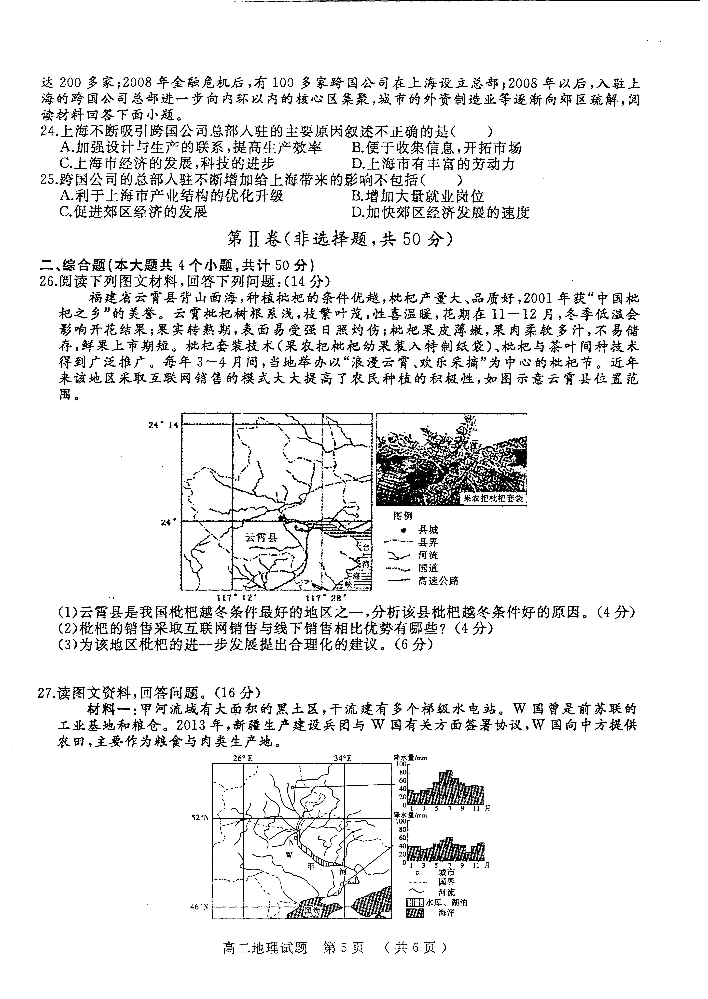 达 200 多家;2008 年金融危机后,有 100 多家跨国公司在上海设立总部;2008 年以后,入驻上
海的跨国公司总部进一步向内环以内的核心区集聚,城市的外资制造业等逐渐向郊区疏解,阅
读材料回答下面小题。
24.上海不断吸引跨国公司总部入驻的主要原因叙述不正确的是(　　)
A.加强设计与生产的联系,提高生产效率　　B.便于收集信息,开拓市场
C.上海市经济的发展,科技的进步　　D.上海市有丰富的劳动力
25.跨国公司的总部入驻不断增加给上海带来的影响不包括(　　)
A.利于上海市产业结构的优化升级　　B.增加大量就业岗位
C.促进郊区经济的发展　　D.加快郊区经济发展的速度
第Ⅱ卷(非选择题,共 50 分)
二、综合题(本大题共 4 个小题,共计 50 分)
26.阅读下列图文材料,回答下列问题:(14 分)
福建省云霄县背山面海,种植枇杷的条件优越,枇杷产量大、品质好,2001 年获“中国枇
杷之乡”的美誉。云霄枇杷树根系浅,枝繁叶茂,性喜温暖,花期在 11－12 月,冬季低温会
影响开花结果;果实转熟期,表面易受强日照灼伤;枇杷果皮薄嫩,果肉柔软多汁,不易储
存,鲜果上市期短。枇杷套装技术(果农把枇杷幼果装入特制纸袋)、枇杷与茶叶间种技术
得到广泛推广。每年 3－4 月间,当地举办以“浪漫云霄、欢乐采摘”为中心的枇杷节。近年
来该地区采取互联网销售的模式大大提高了农民种植的积极性,如图示意云霄县位置范
围。
24° 14
24°
云霄县
台
湾
海
峡
117° 12′
117° 28′
果农把枇杷套袋
图例
县城
县界
河流
国道
高速公路
(1)云霄县是我国枇杷越冬条件最好的地区之一,分析该县枇杷越冬条件好的原因。(4 分)
(2)枇杷的销售采取互联网销售与线下销售相比优势有哪些? (4 分)
(3)为该地区枇杷的进一步发展提出合理化的建议。(6 分)
27.读图文资料,回答问题。(16 分)
材料一:甲河流域有大面积的黑土区,干流建有多个梯级水电站。W 国曾是前苏联的
工业基地和粮仓。2013 年,新疆生产建设兵团与 W 国有关方面签署协议,W 国向中方提供
农田,主要作为粮食与肉类生产地。
26° E
34°E
52°N
46°N
N
W
甲
河
黑海
降水量/mm
100
80
60
40
20
0
1 3 5 7 9 11 月
降水量/mm
100
80
60
40
20
0
1 3 5 7 9 11 月
城市
国界
河流
水库、湖泊
海洋
高二地理试题　第 5 页　(共 6 页)